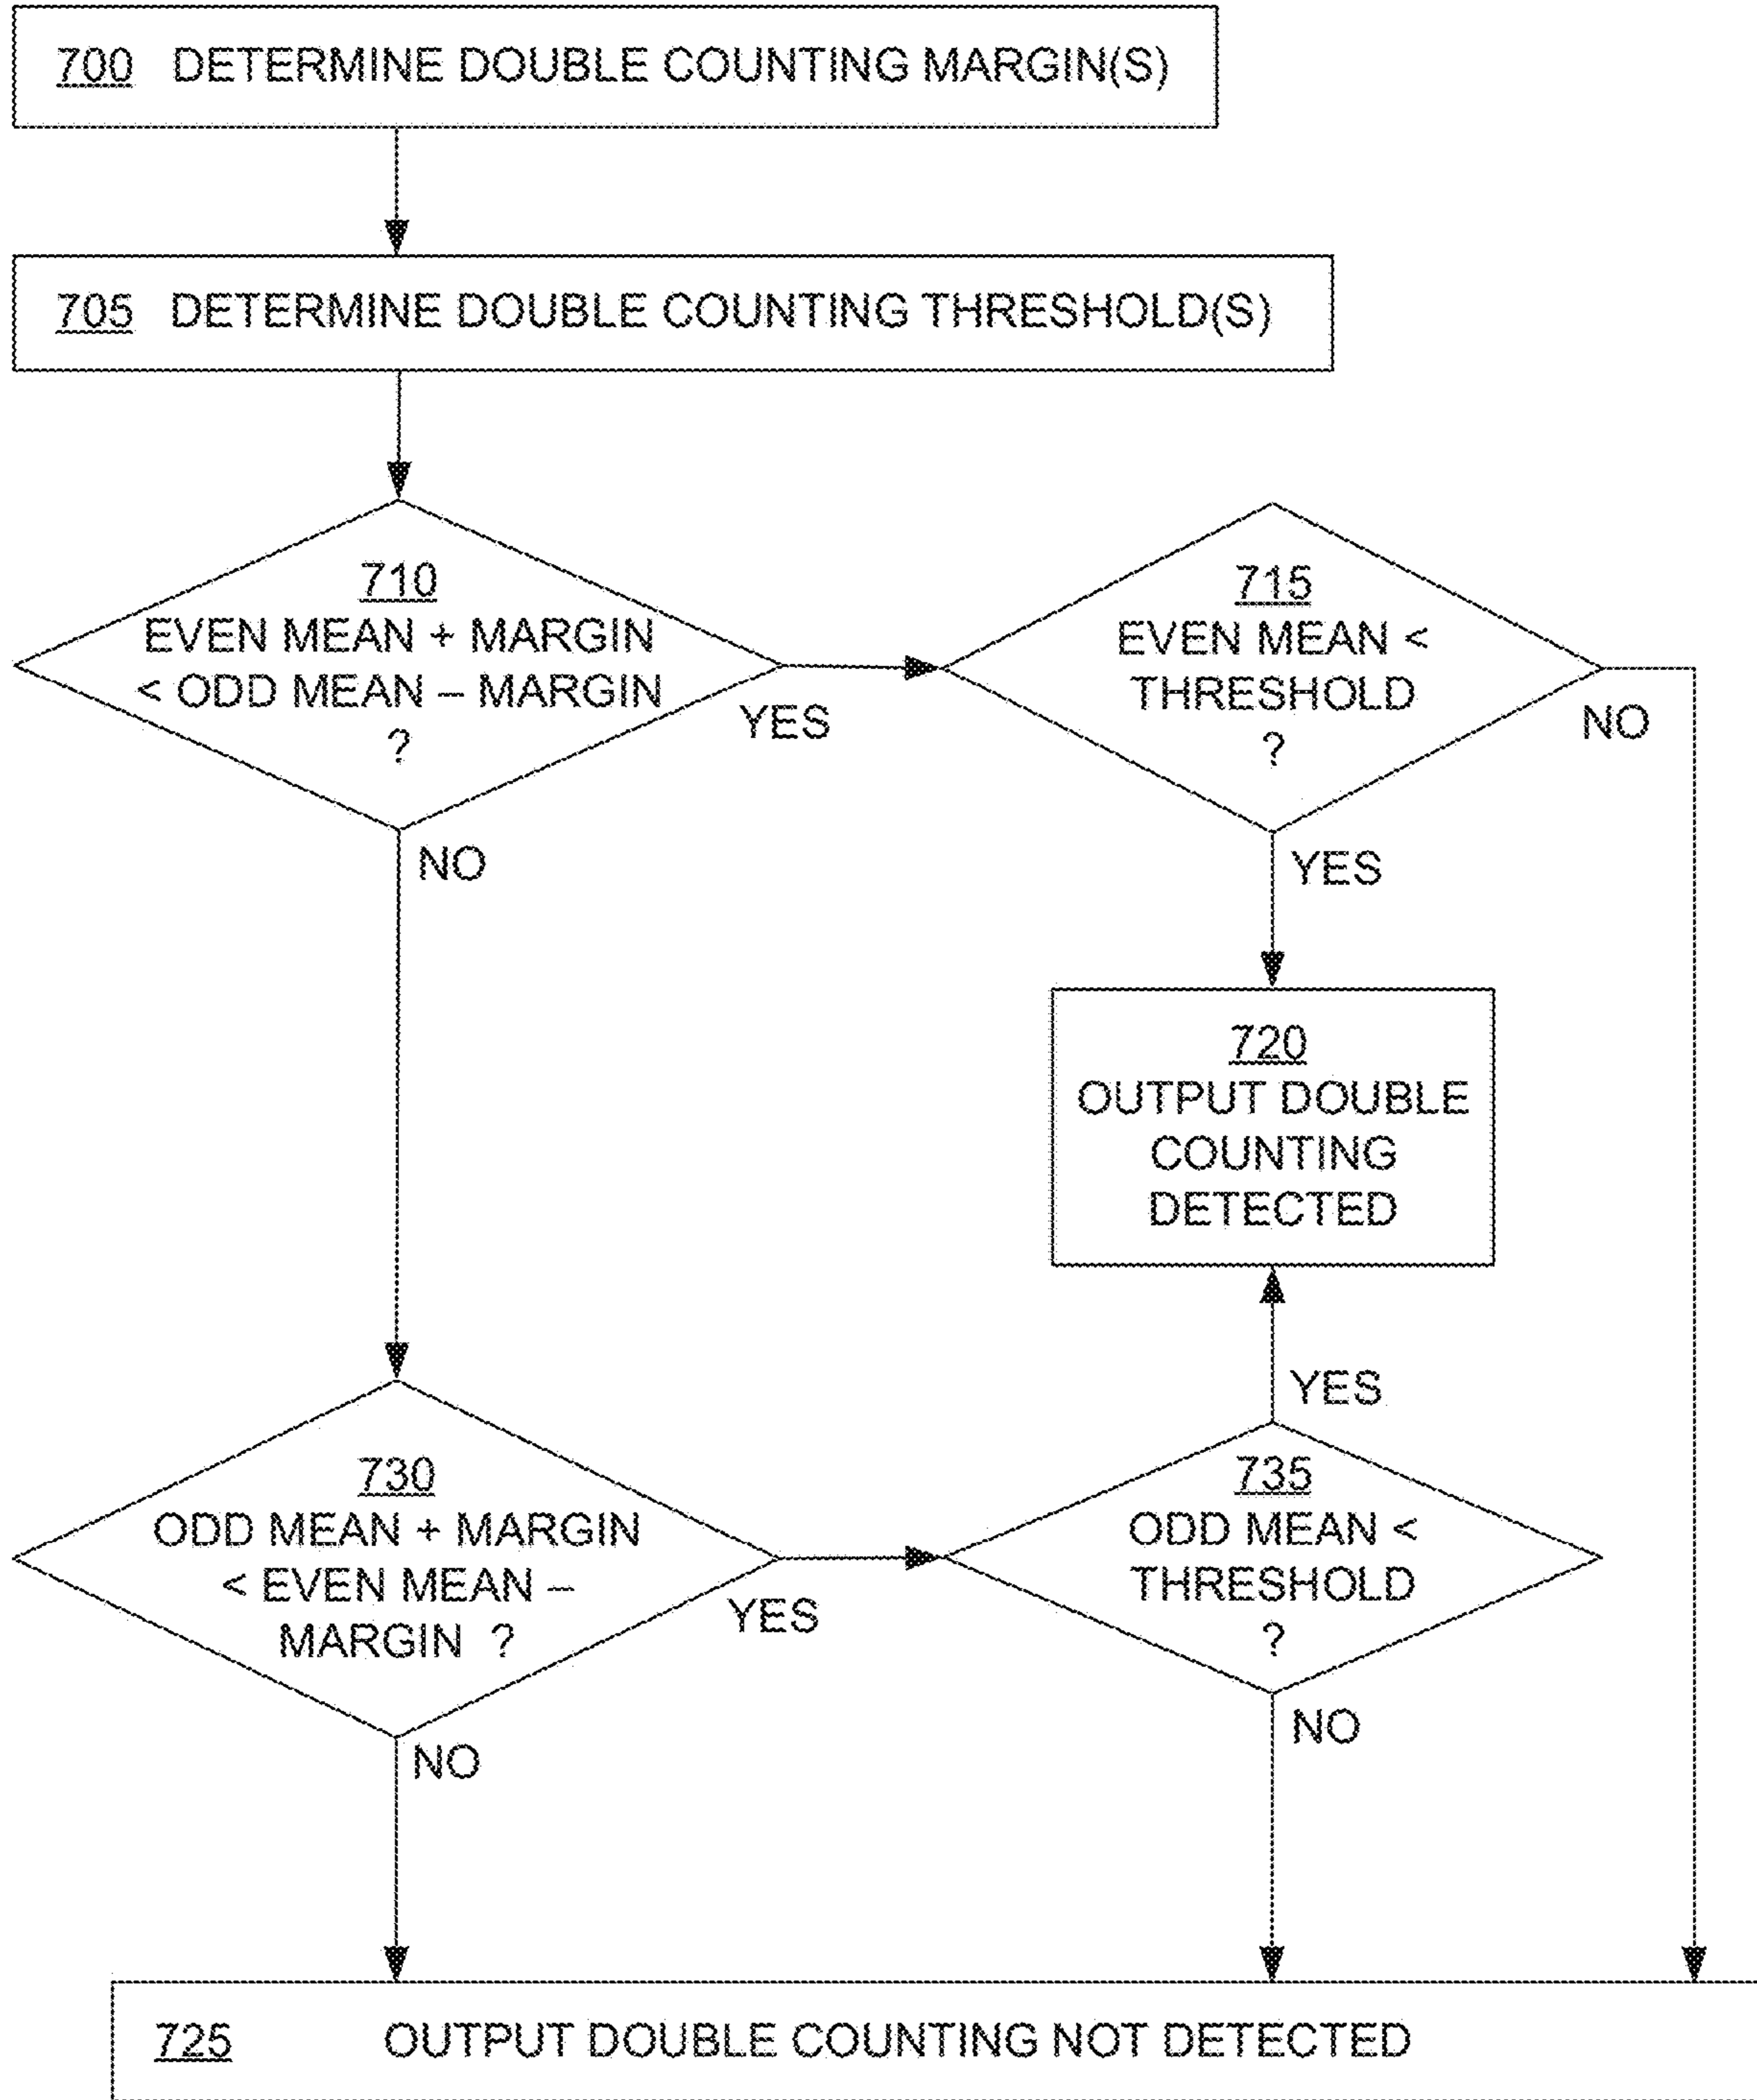 700 DETERMINE DOUBLE COUNTING MARGIN(S)
705 DETERMINE DOUBLE COUNTING THRESHOLD(S)
710
EVEN MEAN + MARGIN
< ODD MEAN – MARGIN
?
YES
NO
715
EVEN MEAN <
THRESHOLD
?
NO
YES
720
OUTPUT DOUBLE
COUNTING
DETECTED
730
ODD MEAN + MARGIN
< EVEN MEAN –
MARGIN ?
YES
NO
YES
735
ODD MEAN <
THRESHOLD
?
NO
725 OUTPUT DOUBLE COUNTING NOT DETECTED